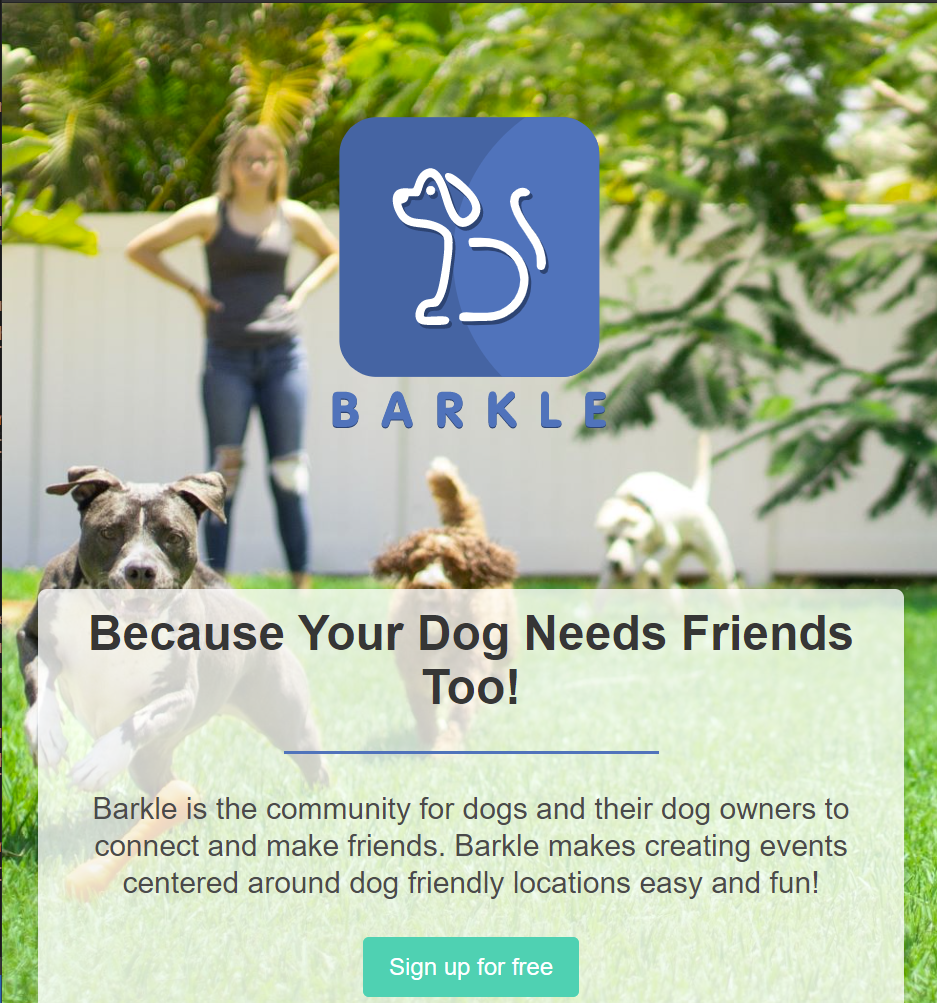 BARKLE
Because Your Dog Needs Friends
Too!
Barkle is the community for dogs and their dog owners to
connect and make friends. Barkle makes creating events
centered around dog friendly locations easy and fun!
Sign up for free